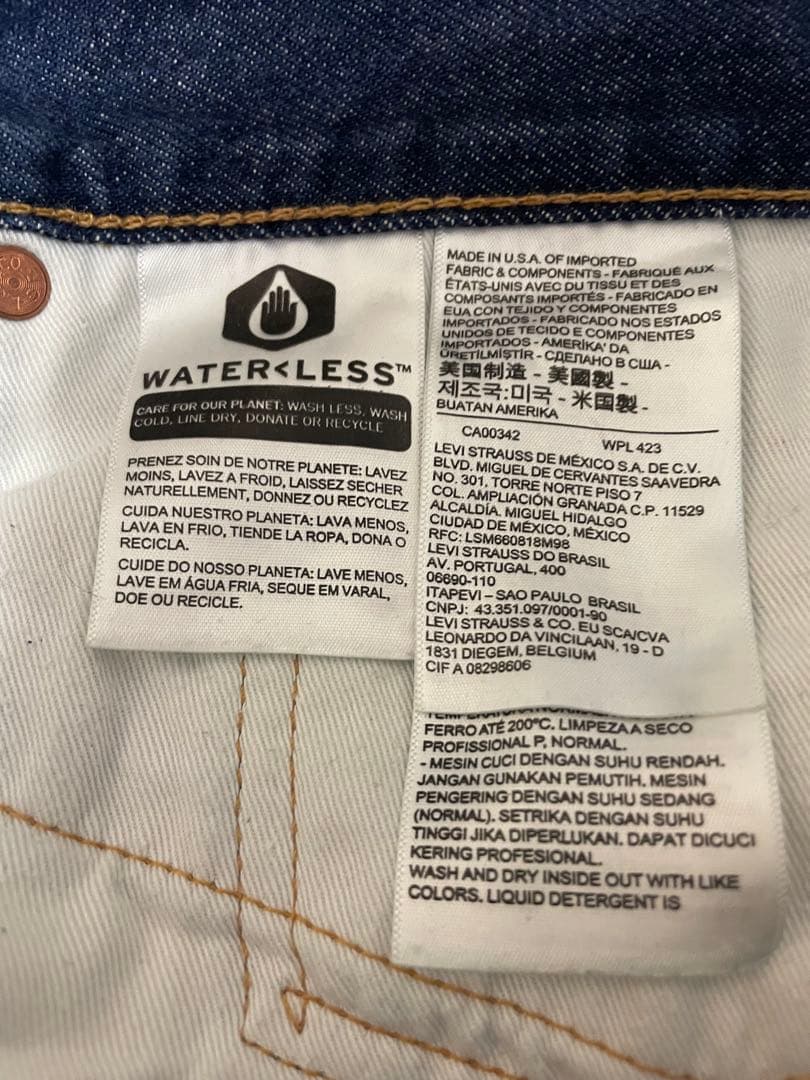 WATER<LESS™
CARE FOR OUR PLANET: WASH LESS, WASH
COLD, LINE DRY, DONATE OR RECYCLE
PRENEZ SOIN DE NOTRE PLANETE: LAVEZ
MOINS, LAVEZ A FROID, LAISSEZ SECHER
NATURELLEMENT, DONNEZ OU RECYCLEZ
CUIDA NUESTRO PLANETA: LAVA MENOS,
LAVA EN FRIO, TIENDE LA ROPA, DONA O
RECICLA.
CUIDE DO NOSSO PLANETA: LAVE MENOS,
LAVE EM ÁGUA FRIA, SEQUE EM VARAL,
DOE OU RECICLE.
MADE IN U.S.A. OF IMPORTED
FABRIC & COMPONENTS - FABRIQUÉ AUX
ÉTATS-UNIS AVEC DU TISSU ET DES
COMPOSANTS IMPORTÉS - FABRICADO EN
EUA CON TEJIDO Y COMPONENTES
IMPORTADOS - FABRICADO NOS ESTADOS
UNIDOS DE TECIDO E COMPONENTES
IMPORTADOS - AMERİKA' DA
ÜRETİLMİŞTİR - СДЕЛАНО В США -
美国制造 - 美國製 -
제조국:미국 - 米国製 -
BUATAN AMERIKA
CA00342 WPL 423
LEVI STRAUSS DE MÉXICO S.A. DE C.V.
BLVD. MIGUEL DE CERVANTES SAAVEDRA
NO. 301, TORRE NORTE PISO 7
COL. AMPLIACIÓN GRANADA C.P. 11529
ALCALDÍA. MIGUEL HIDALGO
CIUDAD DE MÉXICO, MÉXICO
RFC: LSM660818M98
LEVI STRAUSS DO BRASIL
AV. PORTUGAL, 400
06690-110
ITAPEVI – SAO PAULO BRASIL
CNPJ: 43.351.097/0001-90
LEVI STRAUSS & CO. EU SCA/CVA
LEONARDO DA VINCILAAN, 19 - D
1831 DIEGEM, BELGIUM
CIF A 08298606
FERRO ATÉ 200°C. LIMPEZA A SECO
PROFISSIONAL P, NORMAL.
- MESIN CUCI DENGAN SUHU RENDAH.
JANGAN GUNAKAN PEMUTIH. MESIN
PENGERING DENGAN SUHU SEDANG
(NORMAL). SETRIKA DENGAN SUHU
TINGGI JIKA DIPERLUKAN. DAPAT DICUCI
KERING PROFESIONAL.
WASH AND DRY INSIDE OUT WITH LIKE
COLORS. LIQUID DETERGENT IS